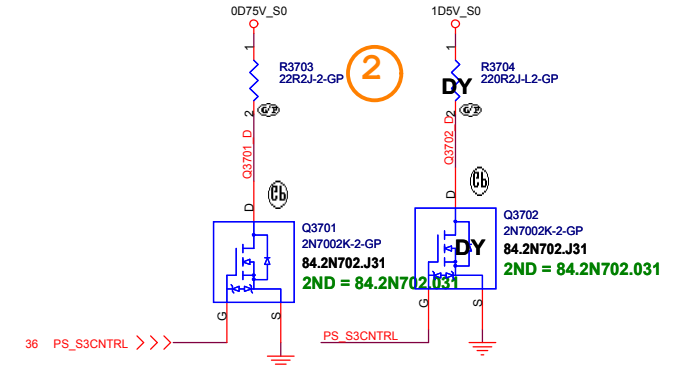 0D75V_S0
1D5V_S0
1
1
R3703
22R2J-2-GP
2
R3704
220R2J-L2-GP
DY
2
G/P
2
G/P
Q3701_D
Q3702_D
D
D
Q3701
2N7002K-2-GP
84.2N702.J31
2ND = 84.2N702.031
Q3702
2N7002K-2-GP
DY
84.2N702.J31
2ND = 84.2N702.031
G
S
G
S
36 PS_S3CNTRL
PS_S3CNTRL